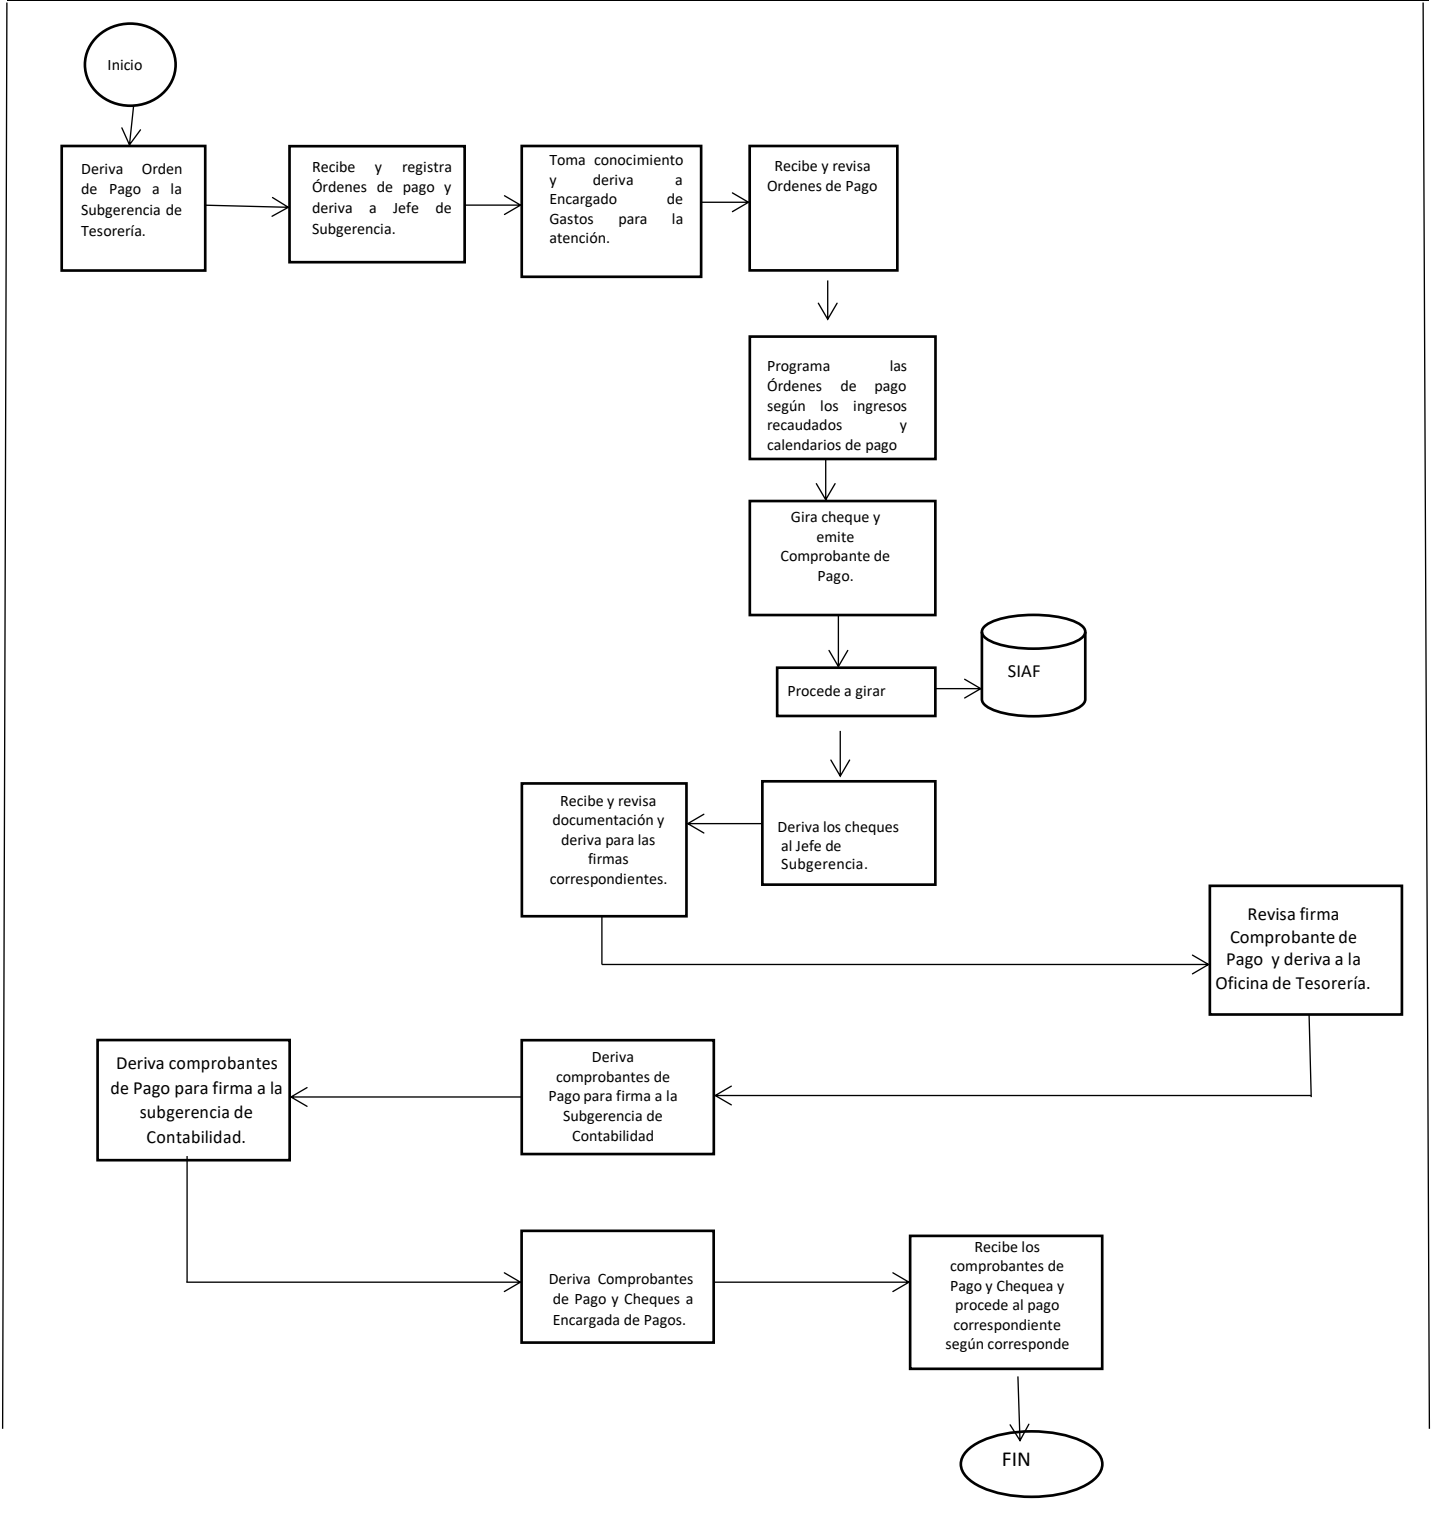 Inicio
Deriva Orden
de Pago a la
Subgerencia de
Tesorería.
Recibe y registra
Órdenes de pago y
deriva a Jefe de
Subgerencia.
Toma conocimiento
y deriva a
Encargado de
Gastos para la
atención.
Recibe y revisa
Ordenes de Pago
Programa las
Órdenes de pago
según los ingresos
recaudados y
calendarios de pago
Gira cheque y
emite
Comprobante de
Pago.
Procede a girar
SIAF
Deriva los cheques
al Jefe de
Subgerencia.
Recibe y revisa
documentación y
deriva para las
firmas
correspondientes.
Revisa firma
Comprobante de
Pago y deriva a la
Oficina de Tesorería.
Deriva
comprobantes de
Pago para firma a la
Subgerencia de
Contabilidad
Deriva comprobantes
de Pago para firma a la
subgerencia de
Contabilidad.
Deriva Comprobantes
de Pago y Cheques a
Encargada de Pagos.
Recibe los
comprobantes de
Pago y Chequea y
procede al pago
correspondiente
según corresponde
FIN